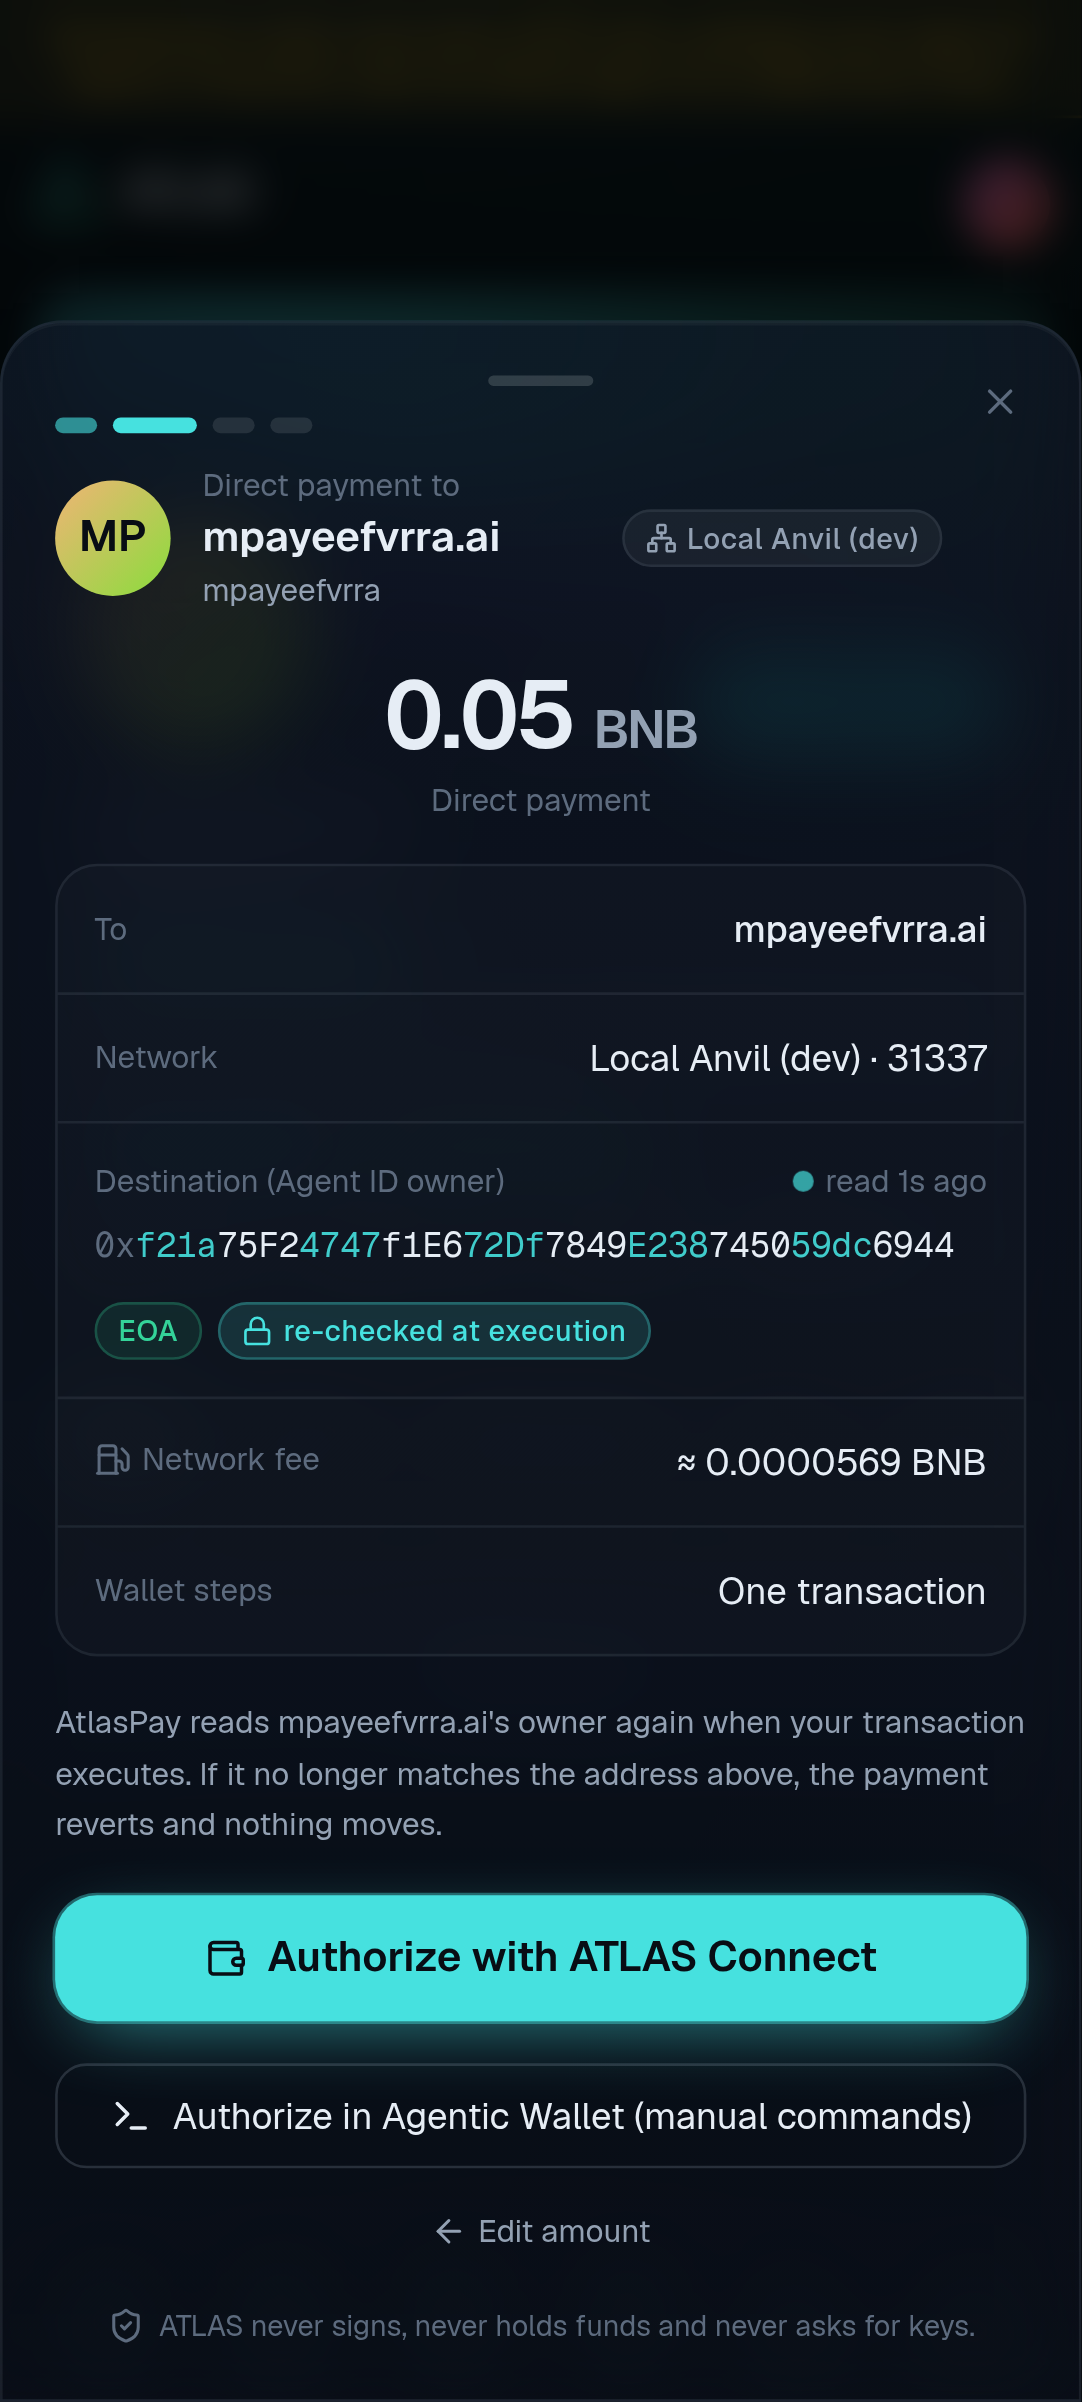 Direct payment to
MP
mpayeefvrra.ai
Local Anvil (dev)
mpayeefvrra
0.05 BNB
Direct payment
To
mpayeefvrra.ai
Network
Local Anvil (dev) · 31337
Destination (Agent ID owner)
read 1s ago
0xf21a75F24747f1E672Df7849E23874505​9dc6944
EOA
re-checked at execution
Network fee
≈ 0.0000569 BNB
Wallet steps
One transaction
AtlasPay reads mpayeefvrra.ai's owner again when your transaction
executes. If it no longer matches the address above, the payment
reverts and nothing moves.
Authorize with ATLAS Connect
Authorize in Agentic Wallet (manual commands)
Edit amount
ATLAS never signs, never holds funds and never asks for keys.